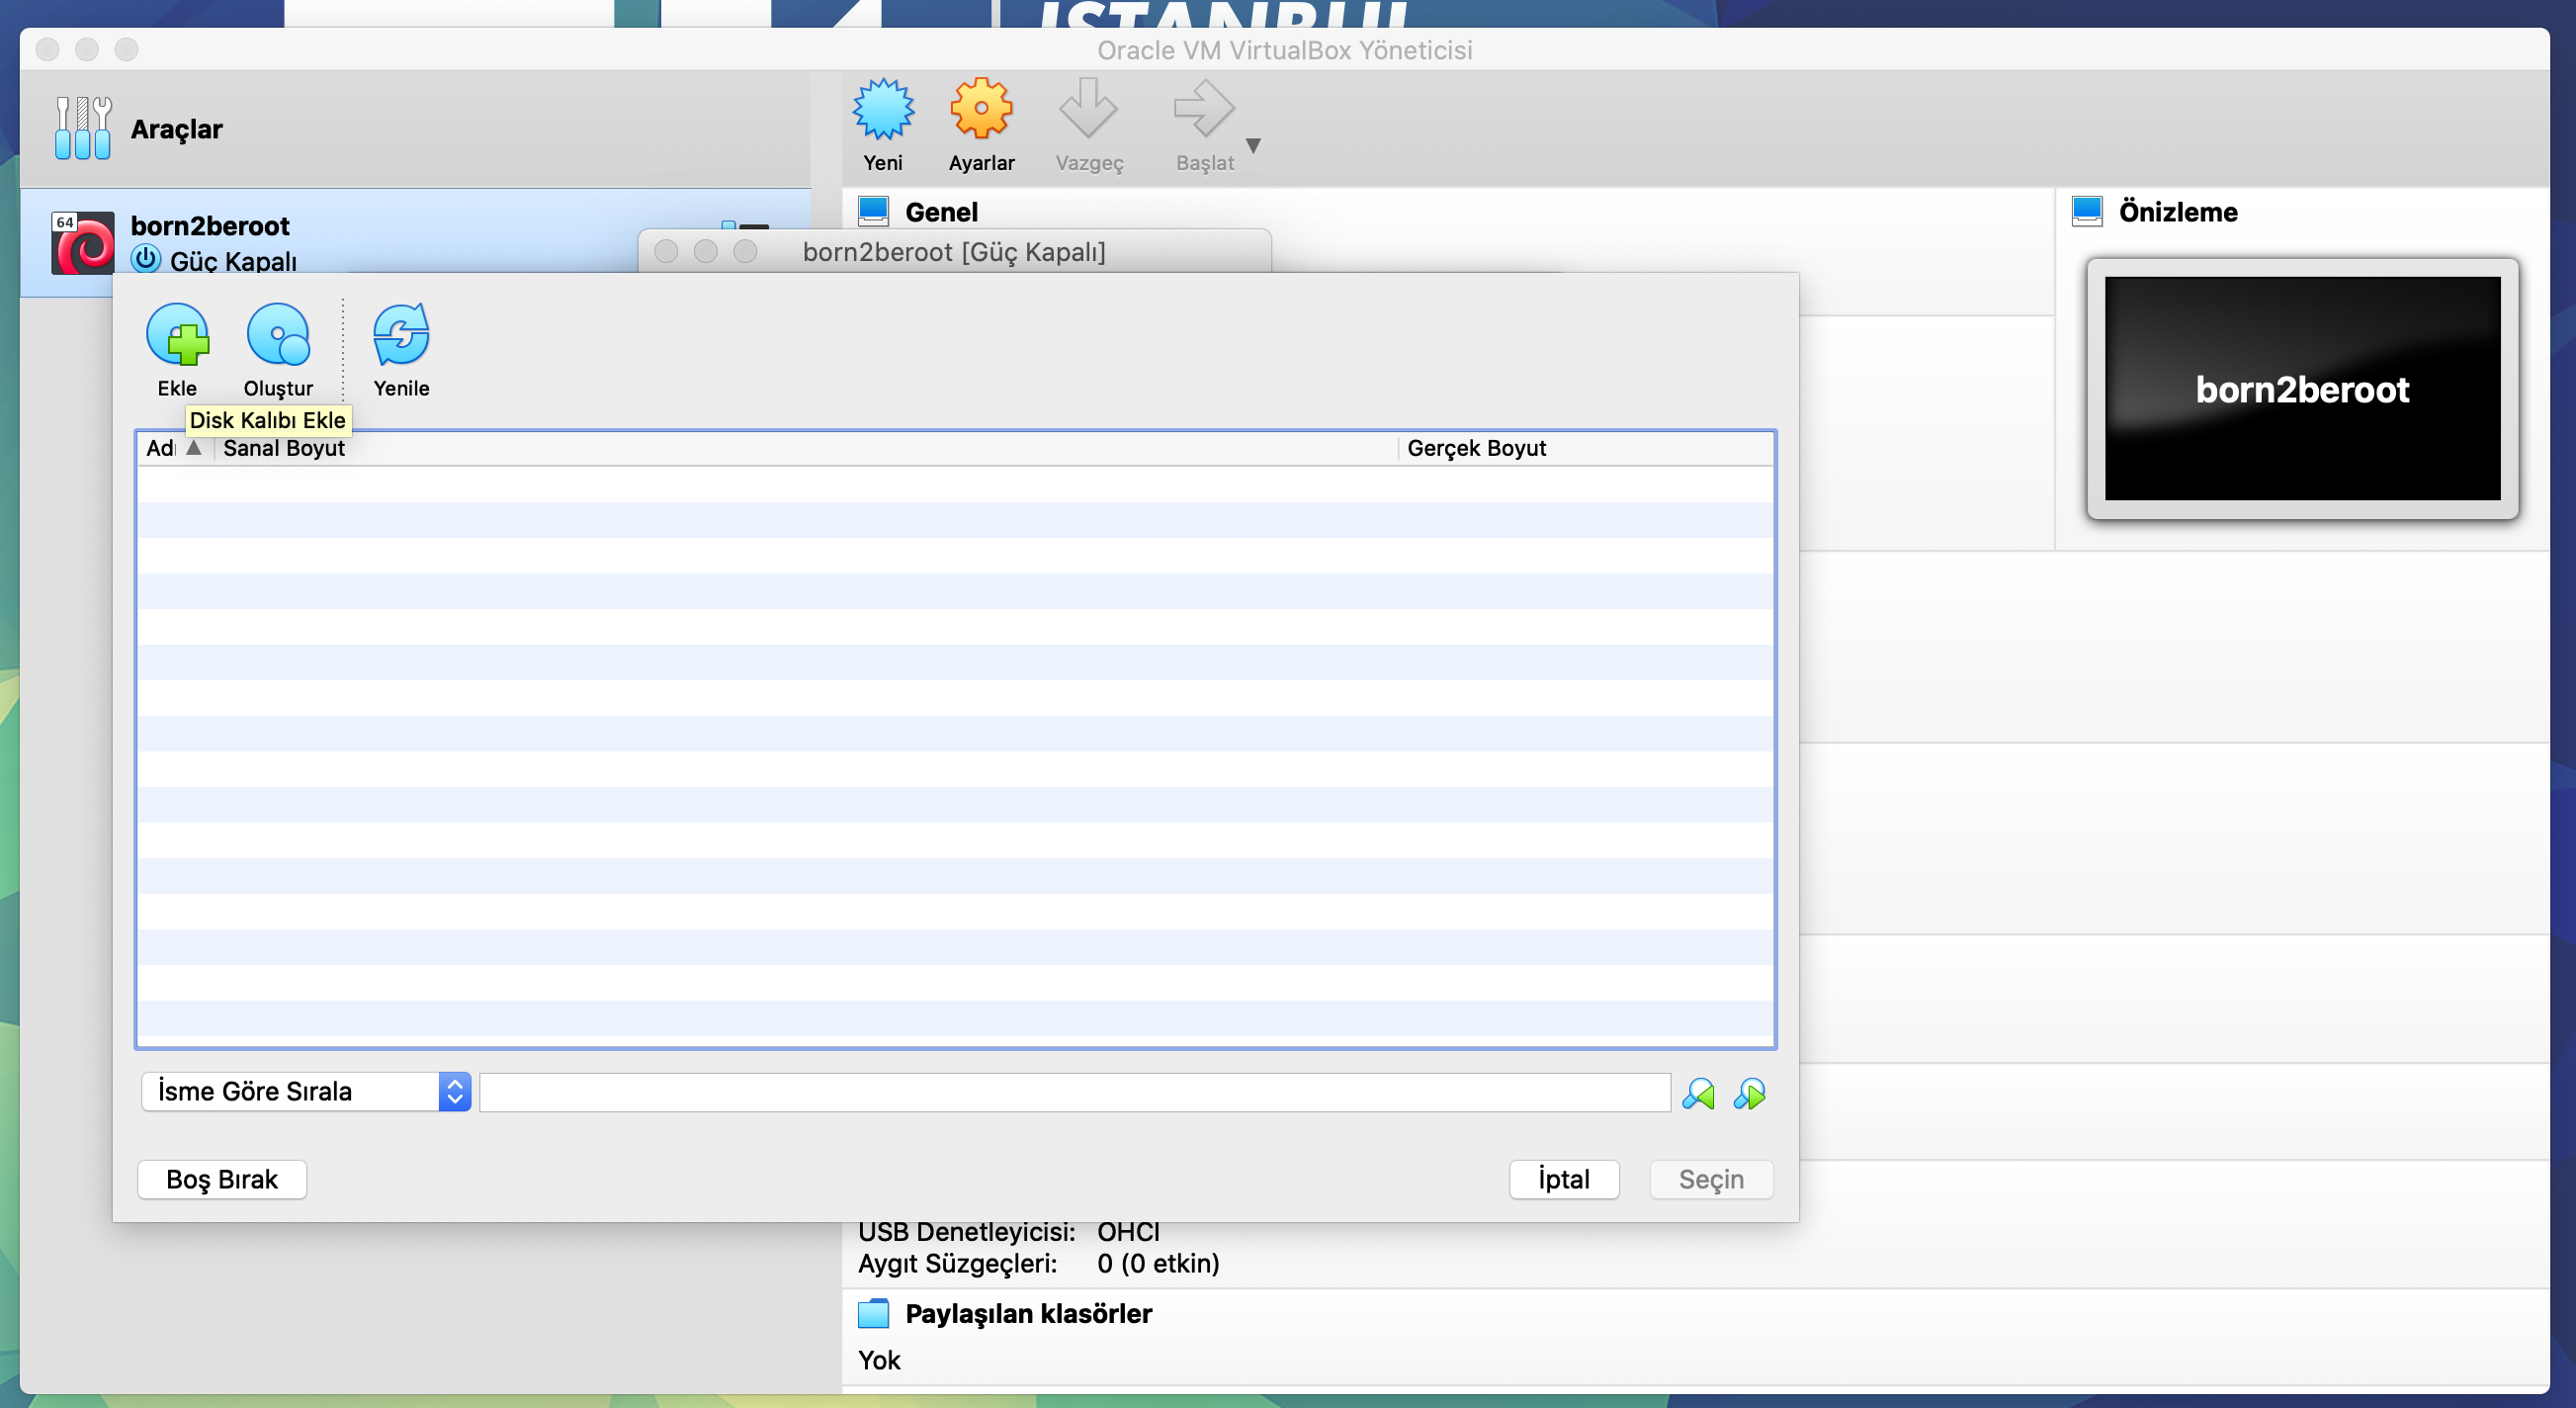 İSTANBUL
Oracle VM VirtualBox Yöneticisi
Araçlar
Yeni
Ayarlar
Vazgeç
Başlat
64
born2beroot
Güç Kapalı
Genel
Önizleme
born2beroot [Güç Kapalı]
born2beroot
Ekle
Oluştur
Yenile
Disk Kalıbı Ekle
Adı
Sanal Boyut
Gerçek Boyut
İsme Göre Sırala
Boş Bırak
İptal
Seçin
USB Denetleyicisi: OHCI
Aygıt Süzgeçleri: 0 (0 etkin)
Paylaşılan klasörler
Yok